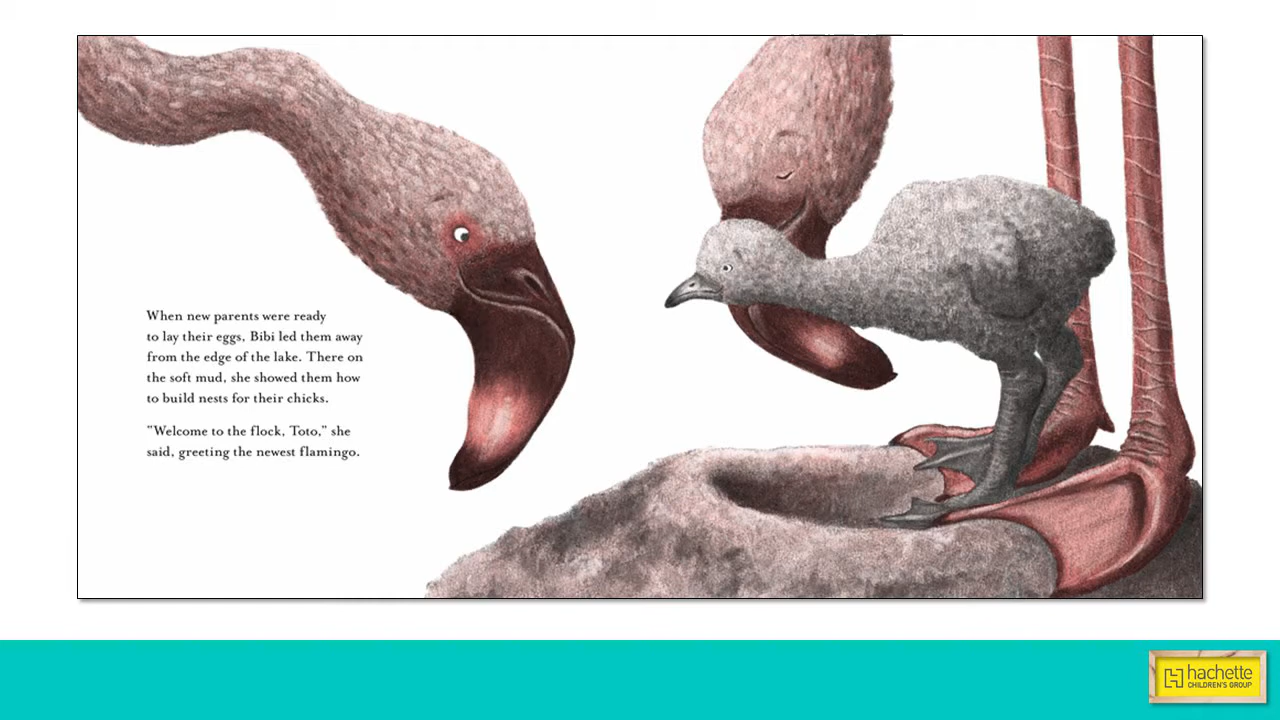 When new parents were ready
to lay their eggs, Bibi led them away
from the edge of the lake. There on
the soft mud, she showed them how
to build nests for their chicks.
"Welcome to the flock, Toto," she
said, greeting the newest flamingo.
hachette
CHILDREN'S GROUP